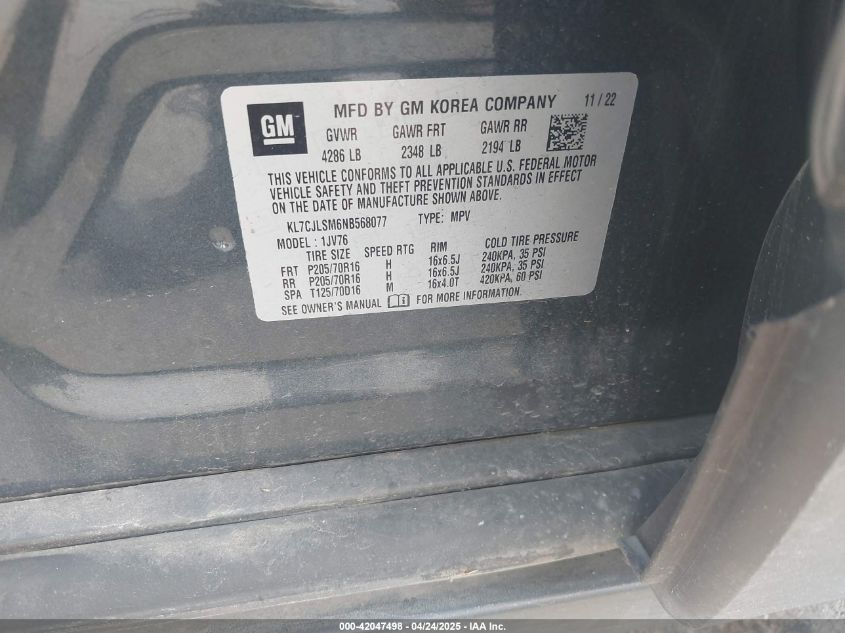 GM
MFD BY GM KOREA COMPANY 11/22
GVWR GAWR FRT GAWR RR
4286 LB 2348 LB 2194 LB
THIS VEHICLE CONFORMS TO ALL APPLICABLE U.S. FEDERAL MOTOR
VEHICLE SAFETY AND THEFT PREVENTION STANDARDS IN EFFECT
ON THE DATE OF MANUFACTURE SHOWN ABOVE.
KL7CJLSM6NB568077 TYPE: MPV
MODEL: 1JV76
TIRE SIZE SPEED RTG RIM COLD TIRE PRESSURE
FRT P205/70R16 H 16x6.5J 240KPA, 35 PSI
RR P205/70R16 H 16x6.5J 240KPA, 35 PSI
SPA T125/70D16 M 16x4.0T 420KPA, 60 PSI
SEE OWNER'S MANUAL FOR MORE INFORMATION.
000-42047498 - 04/24/2025 - IAA Inc.